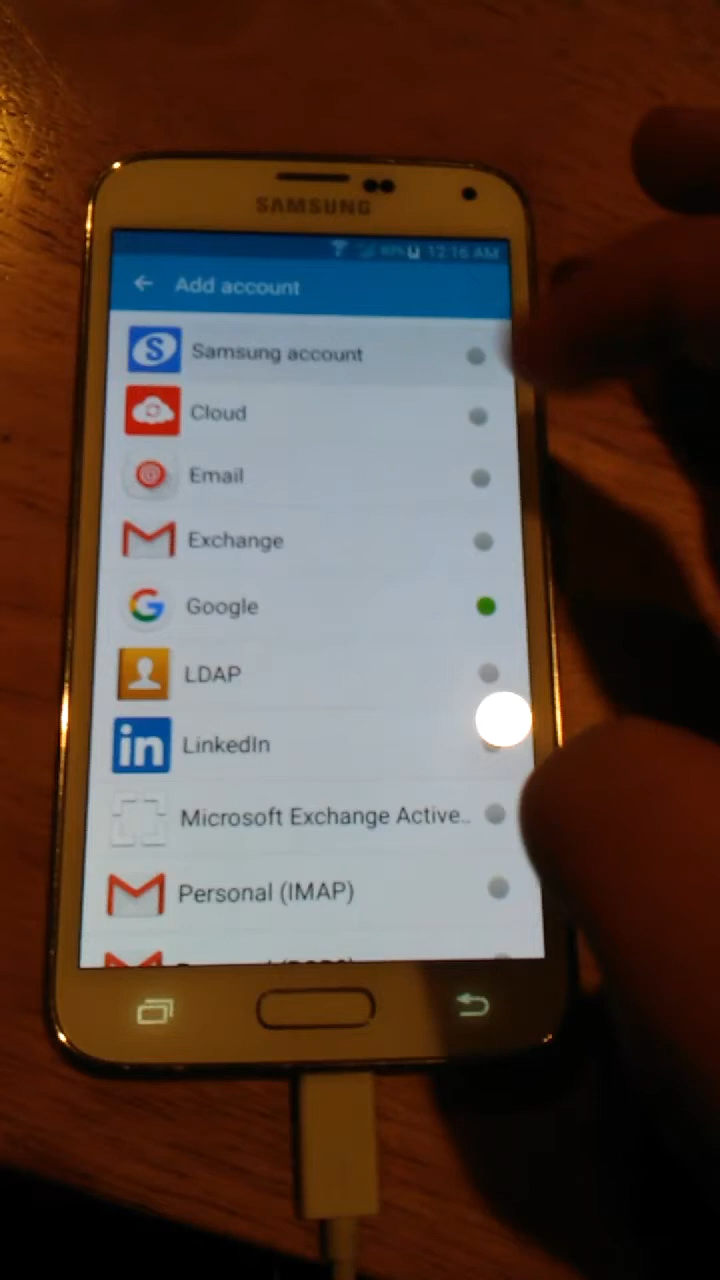 SAMSUNG
12:16 AM
Add account
Samsung account
Cloud
Email
Exchange
Google
LDAP
in LinkedIn
Microsoft Exchange Active..
Personal (IMAP)